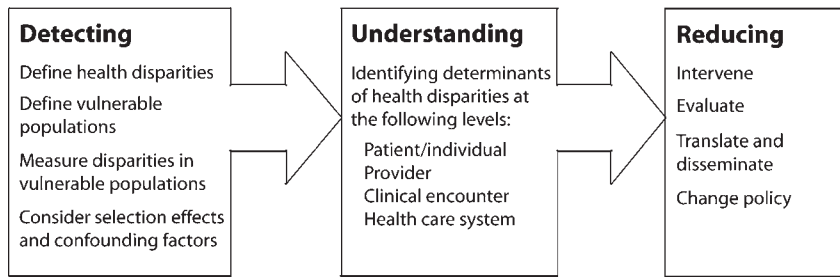 Detecting
Define health disparities
Define vulnerable
populations
Measure disparities in
vulnerable populations
Consider selection effects
and confounding factors
Understanding
Identifying determinants
of health disparities at
the following levels:
Patient/individual
Provider
Clinical encounter
Health care system
Reducing
Intervene
Evaluate
Translate and
disseminate
Change policy